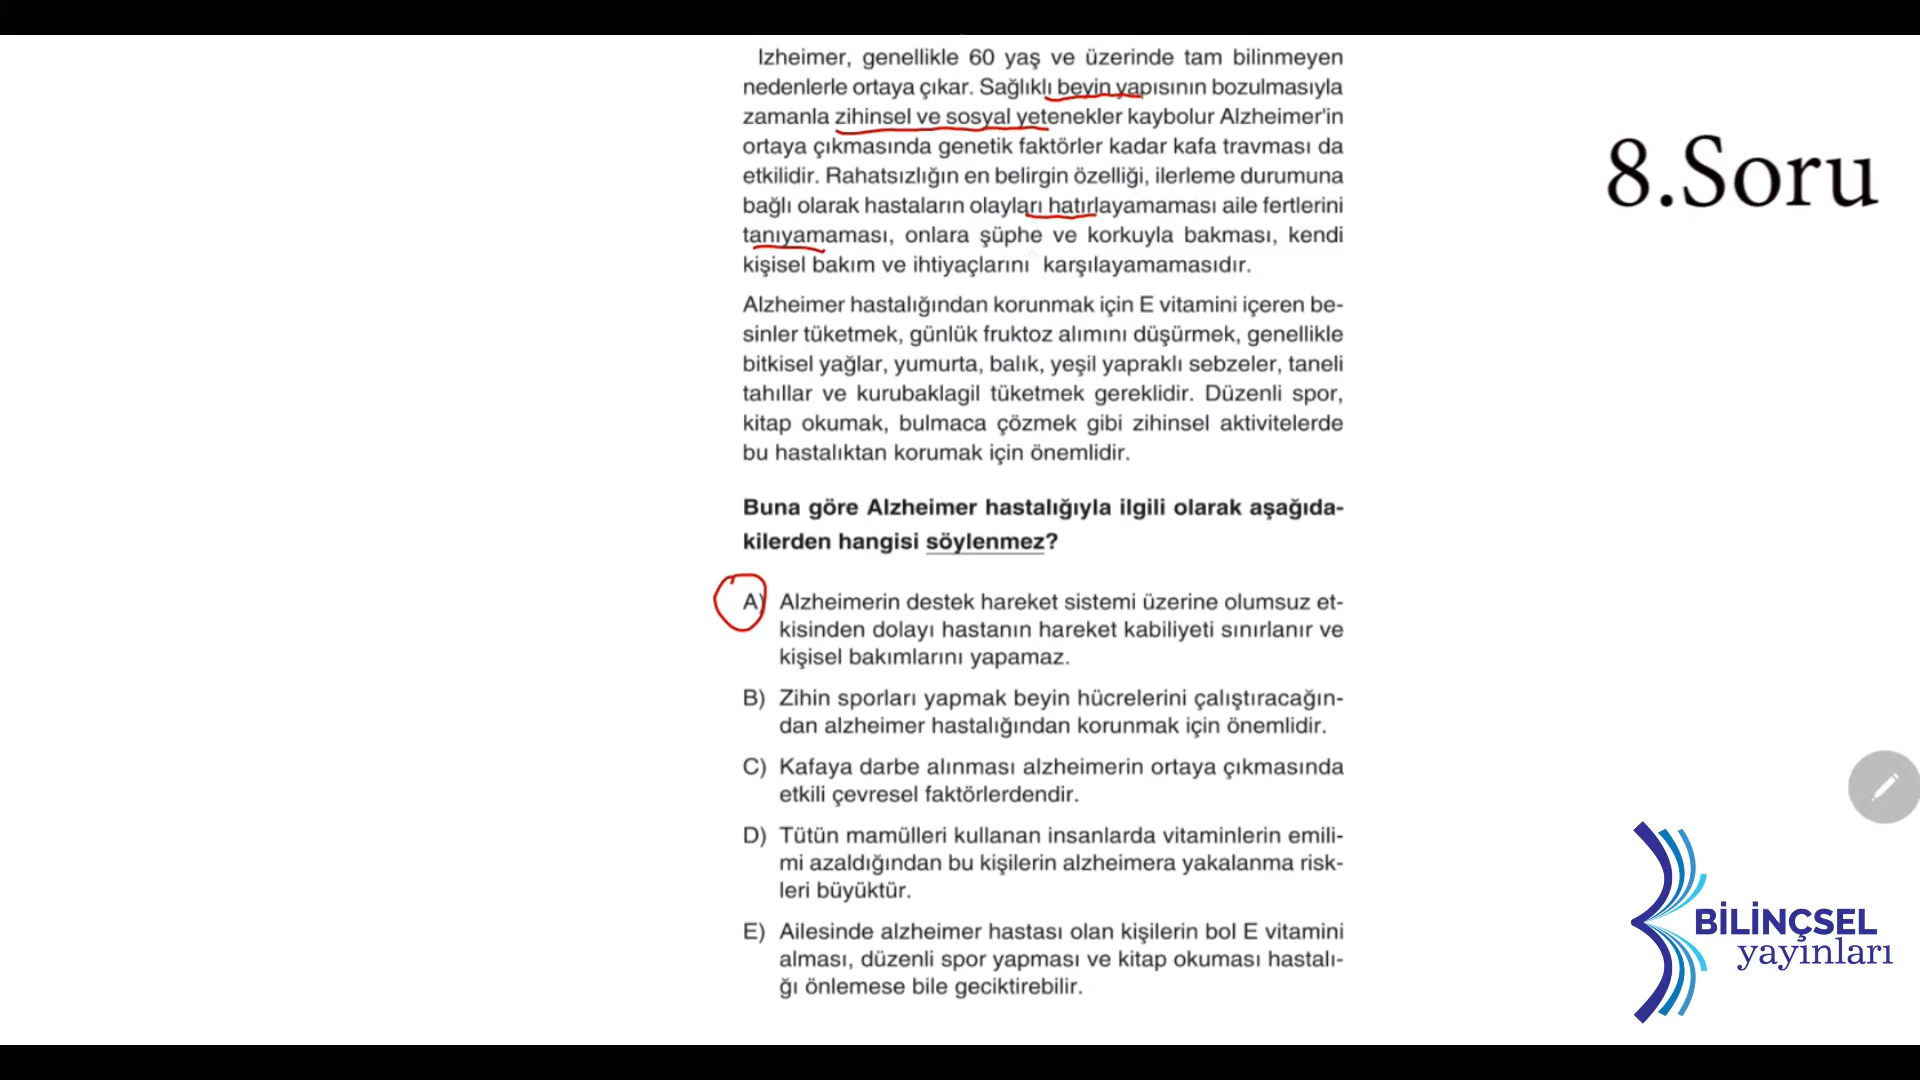 Izheimer, genellikle 60 yaş ve üzerinde tam bilinmeyen
nedenlerle ortaya çıkar. Sağlıklı beyin yapısının bozulmasıyla
zamanla zihinsel ve sosyal yetenekler kaybolur Alzheimer'in
ortaya çıkmasında genetik faktörler kadar kafa travması da
etkilidir. Rahatsızlığın en belirgin özelliği, ilerleme durumuna
bağlı olarak hastaların olayları hatırlayamaması aile fertlerini
tanıyamaması, onlara şüphe ve korkuyla bakması, kendi
kişisel bakım ve ihtiyaçlarını karşılayamamasıdır.
Alzheimer hastalığından korunmak için E vitamini içeren be-
sinler tüketmek, günlük fruktoz alımını düşürmek, genellikle
bitkisel yağlar, yumurta, balık, yeşil yapraklı sebzeler, taneli
tahıllar ve kurubaklagil tüketmek gereklidir. Düzenli spor,
kitap okumak, bulmaca çözmek gibi zihinsel aktivitelerde
bu hastalıktan korumak için önemlidir.
Buna göre Alzheimer hastalığıyla ilgili olarak aşağıda-
kilerden hangisi söylenmez?
A) Alzheimerin destek hareket sistemi üzerine olumsuz et-
kisinden dolayı hastanın hareket kabiliyeti sınırlanır ve
kişisel bakımlarını yapamaz.
B) Zihin sporları yapmak beyin hücrelerini çalıştıracağın-
dan alzheimer hastalığından korunmak için önemlidir.
C) Kafaya darbe alınması alzheimerin ortaya çıkmasında
etkili çevresel faktörlerdendir.
D) Tütün mamülleri kullanan insanlarda vitaminlerin emili-
mi azaldığından bu kişilerin alzheimera yakalanma risk-
leri büyüktür.
E) Ailesinde alzheimer hastası olan kişilerin bol E vitamini
alması, düzenli spor yapması ve kitap okuması hastalı-
ğı önlemese bile geciktirebilir.
8.Soru
BİLİNÇSEL
yayınları